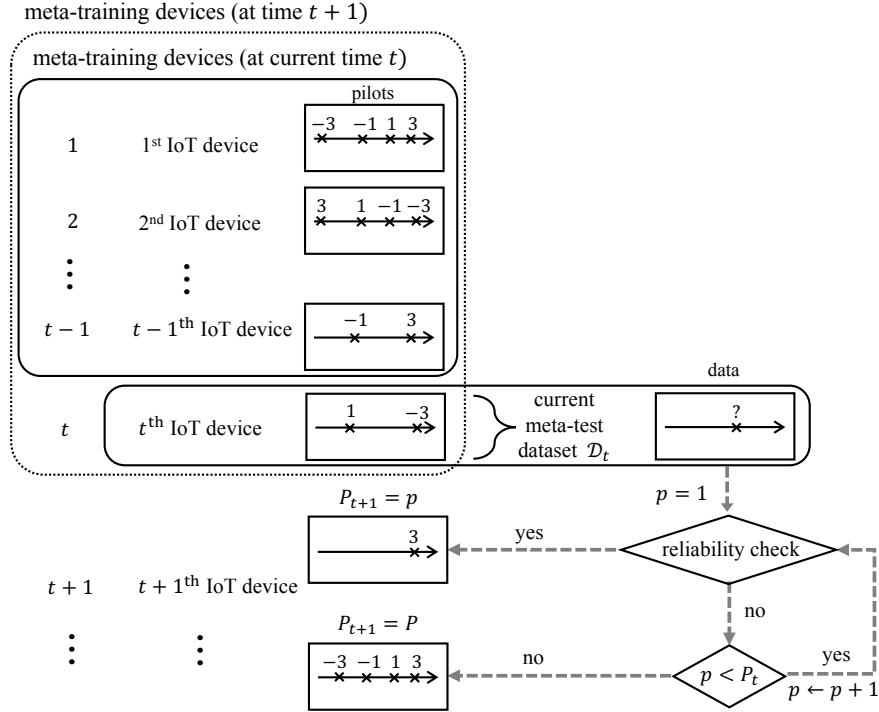 meta-training devices (at time t + 1)
meta-training devices (at current time t)
pilots
−3 −1 1 3
1 1st IoT device
3 1 −1 −3
2 2nd IoT device
⋮ ⋮
−1 3
t − 1 t − 1th IoT device
data
1 −3
t tth IoT device
current
meta-test
dataset 𝒟t
?
p = 1
Pt+1 = p
yes
3
reliability check
t + 1 t + 1th IoT device
no
Pt+1 = P
⋮ ⋮
−3 −1 1 3
no
p < Pt
yes
p ← p + 1